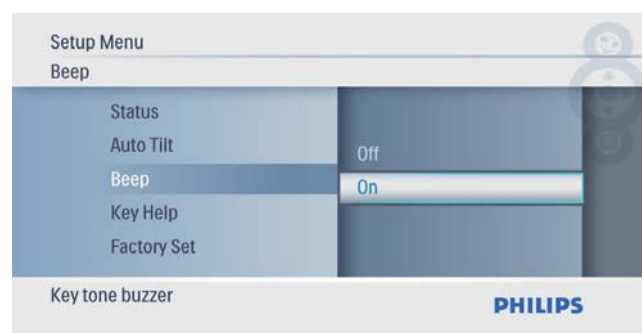 Setup Menu
Beep
Status
Auto Tilt
Beep
Key Help
Factory Set
Off
On
Key tone buzzer
PHILIPS